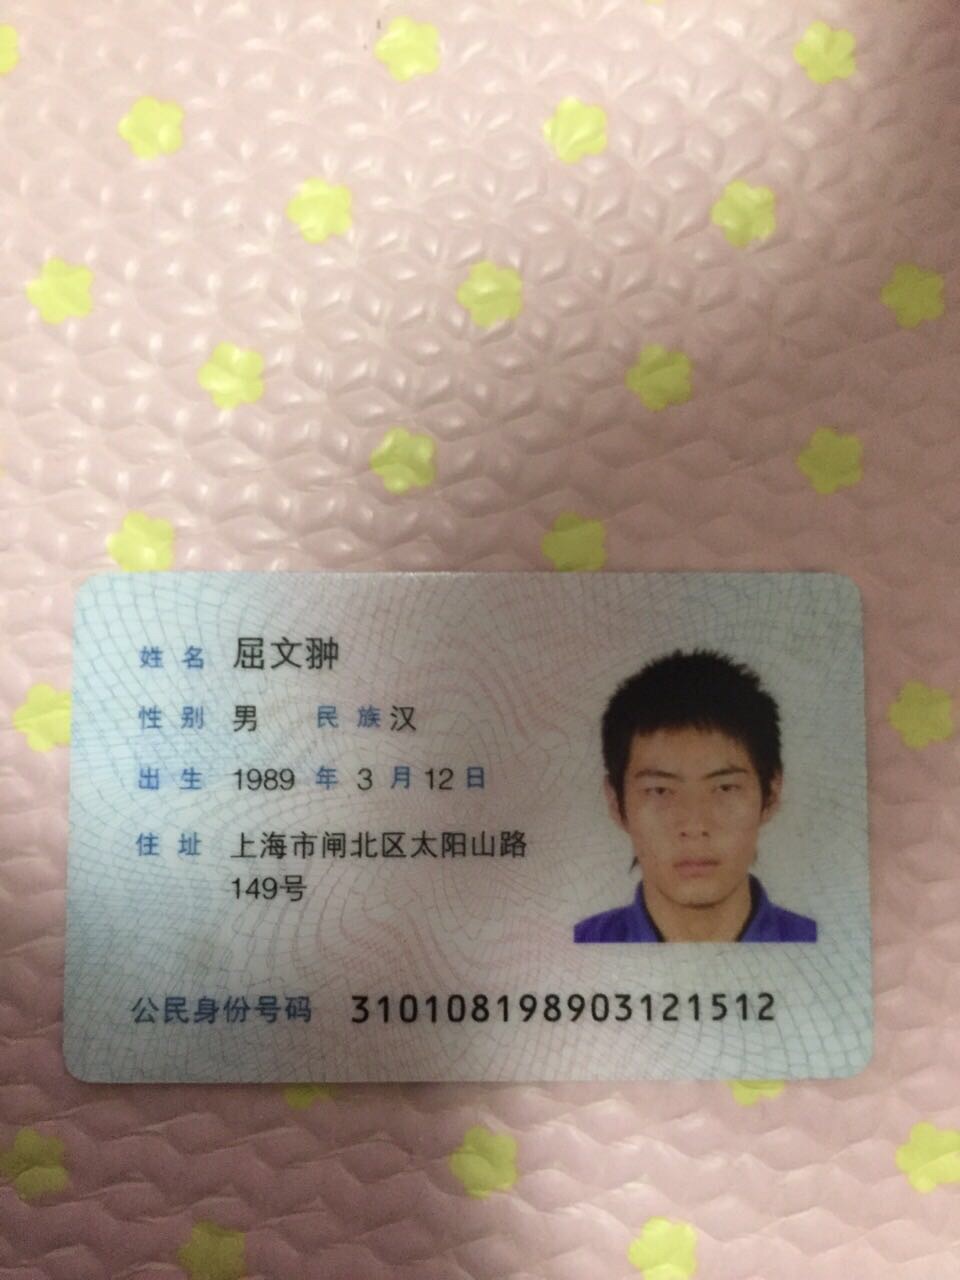 姓名 屈文翀
性别 男 民族 汉
出生 1989 年 3 月 12 日
住址 上海市闸北区太阳山路
149号
公民身份号码 310108198903121512